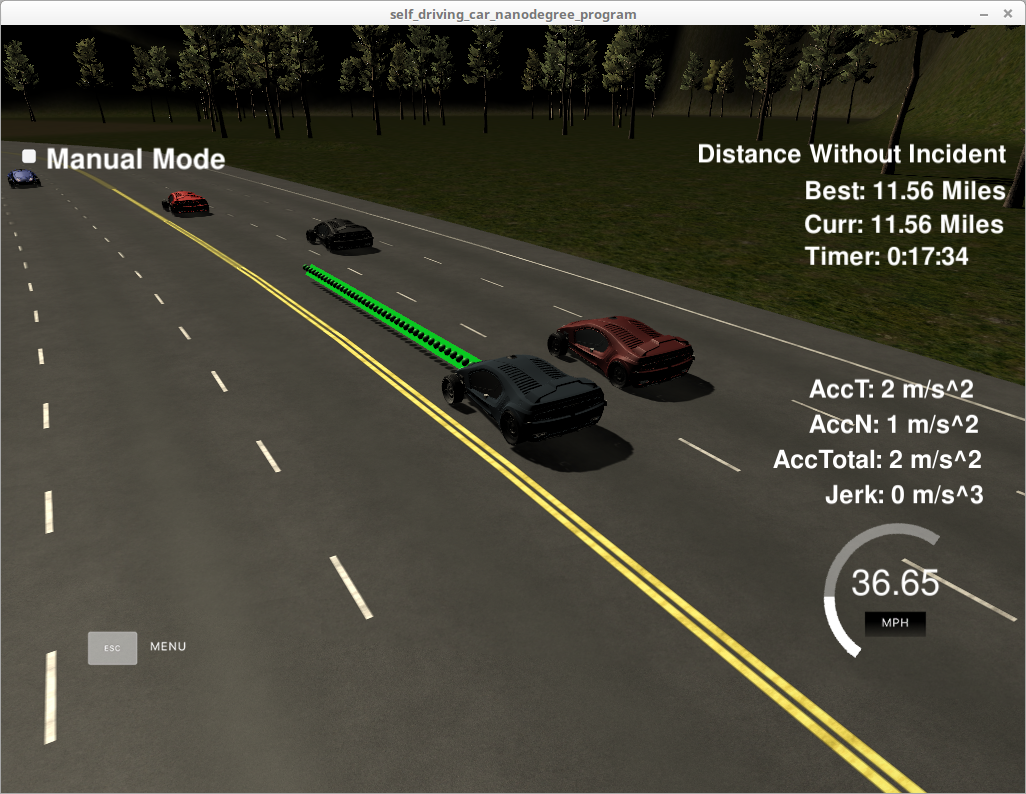 self_driving_car_nanodegree_program
Manual Mode
Distance Without Incident
Best: 11.56 Miles
Curr: 11.56 Miles
Timer: 0:17:34
AccT: 2 m/s^2
AccN: 1 m/s^2
AccTotal: 2 m/s^2
Jerk: 0 m/s^3
36.65
MPH
ESC MENU